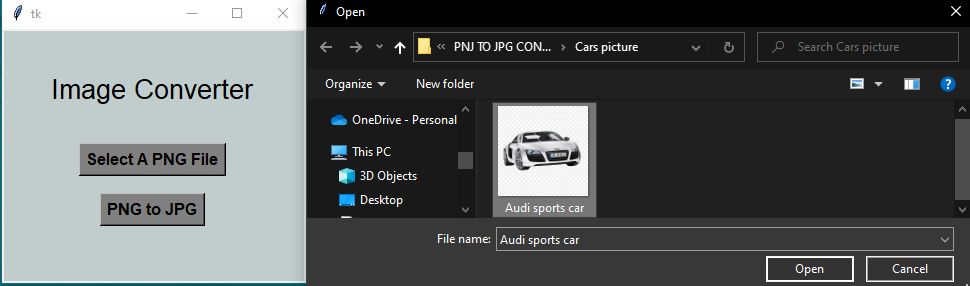 tk
Image Converter
Select A PNG File
PNG to JPG
Open
« PNJ TO JPG CON... › Cars picture
Search Cars picture
Organize
New folder
OneDrive - Personal
This PC
3D Objects
Desktop
Audi sports car
File name: Audi sports car
Open
Cancel